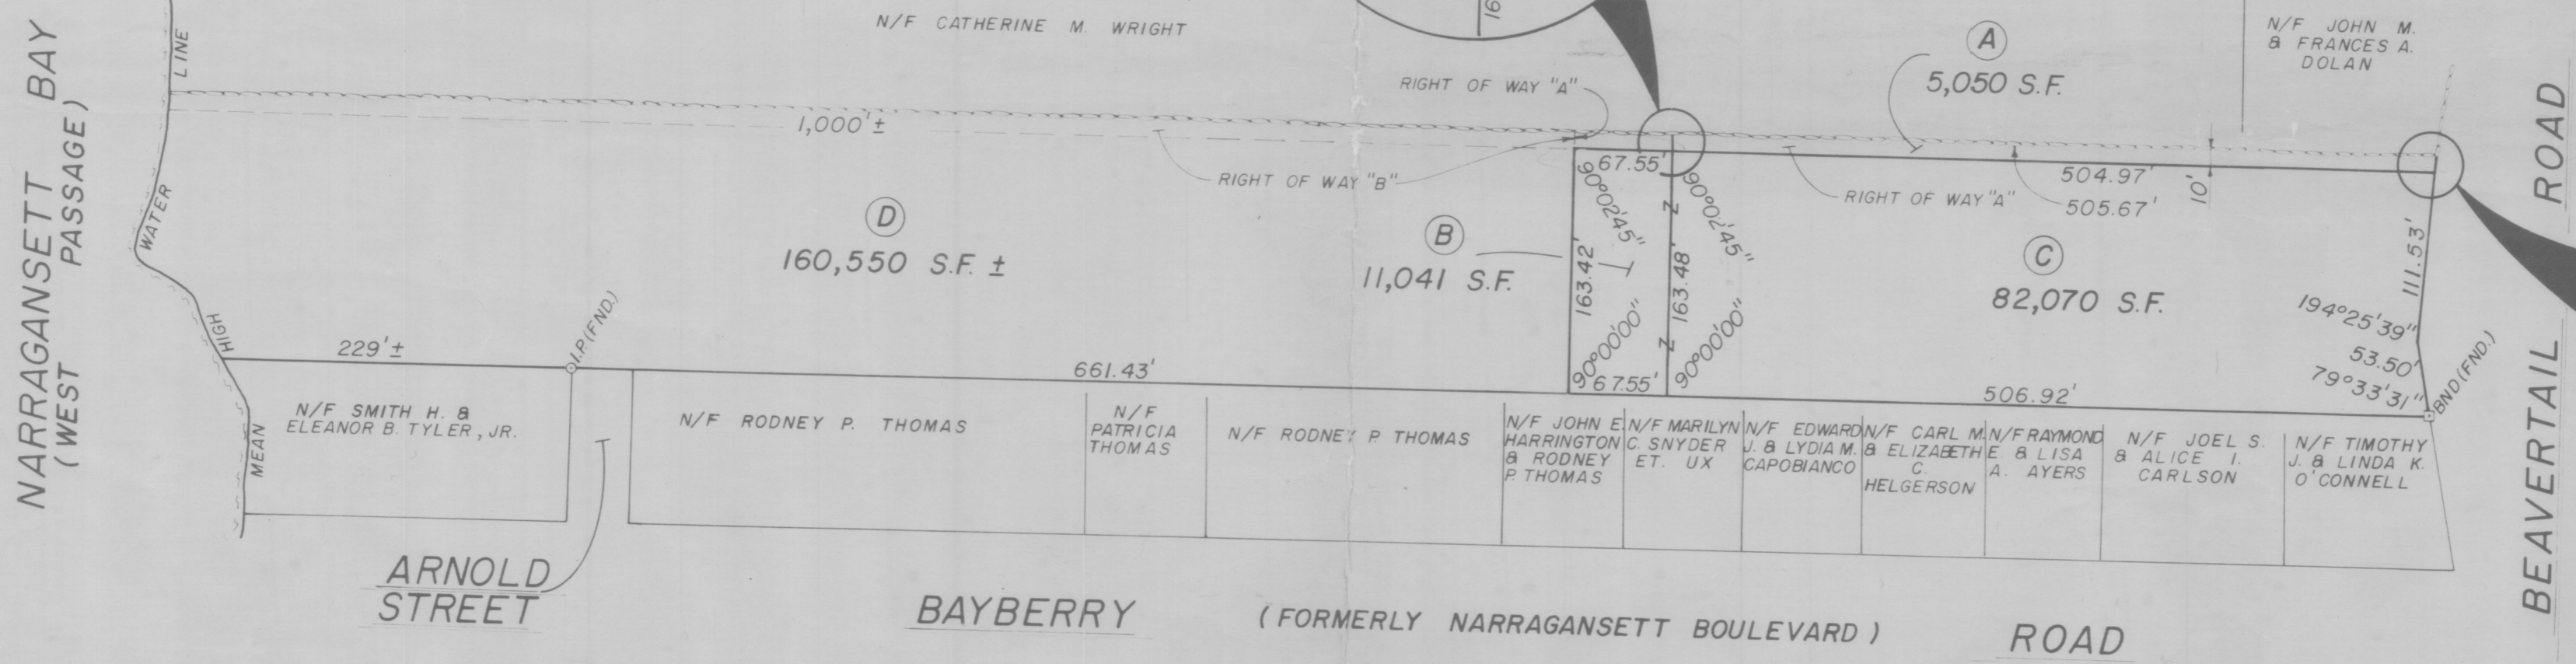 NARRAGANSETT BAY
(WEST PASSAGE)
MEAN HIGH WATER LINE
N/F CATHERINE M. WRIGHT
16
N/F JOHN M.
& FRANCES A.
DOLAN
A
5,050 S.F.
RIGHT OF WAY "A"
1,000'±
RIGHT OF WAY "B"
67.55'
RIGHT OF WAY "A"
504.97'
505.67'
10'
D
160,550 S.F. ±
B
11,041 S.F.
90°02'45"
90°02'45"
163.42'
163.48'
Z
Z
90°00'00"
90°00'00"
67.55'
C
82,070 S.F.
111.53'
194°25'39"
53.50'
79°33'31"
BND (FND.)
229'±
I.P. (FND.)
661.43'
506.92'
N/F SMITH H. &
ELEANOR B. TYLER, JR.
N/F RODNEY P. THOMAS
N/F
PATRICIA
THOMAS
N/F RODNEY P. THOMAS
N/F JOHN E.
HARRINGTON
& RODNEY
P. THOMAS
N/F MARILYN
C. SNYDER
ET. UX
N/F EDWARD
J. & LYDIA M.
CAPOBIANCO
N/F CARL M.
& ELIZABETH
C.
HELGERSON
N/F RAYMOND
E. & LISA
A. AYERS
N/F JOEL S.
& ALICE I.
CARLSON
N/F TIMOTHY
J. & LINDA K.
O'CONNELL
ARNOLD
STREET
BAYBERRY (FORMERLY NARRAGANSETT BOULEVARD) ROAD
BEAVERTAIL ROAD